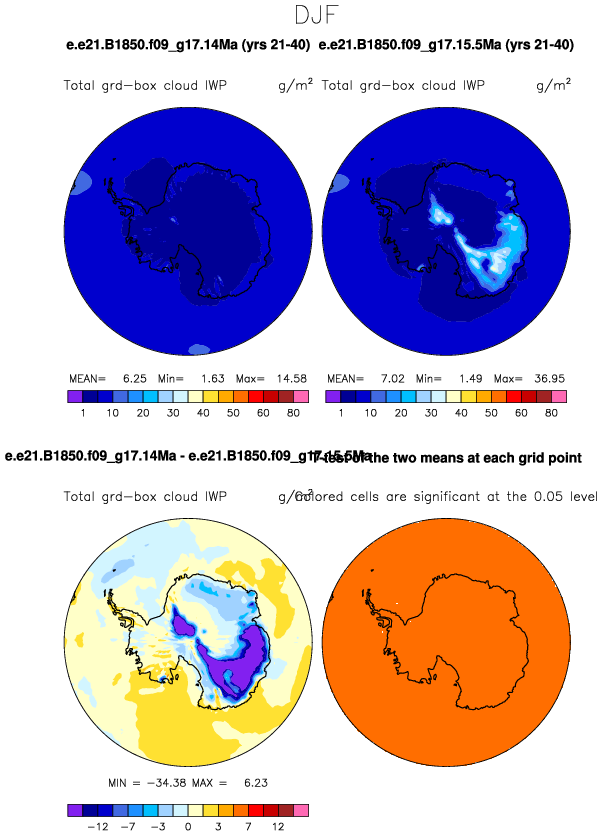 DJF
e.e21.B1850.f09_g17.14Ma (yrs 21-40) e.e21.B1850.f09_g17.15.5Ma (yrs 21-40)
Total grd-box cloud IWP g/m² Total grd-box cloud IWP g/m²
MEAN= 6.25 Min= 1.63 Max= 14.58 MEAN= 7.02 Min= 1.49 Max= 36.95
1 10 20 30 40 50 60 80 1 10 20 30 40 50 60 80
e.e21.B1850.f09_g17.14Ma - e.e21.B1850.f09_g17.15.5Ma T-test of the two means at each grid point
Total grd-box cloud IWP g/m² Colored cells are significant at the 0.05 level
MIN = -34.38 MAX = 6.23
-12 -7 -3 0 3 7 12